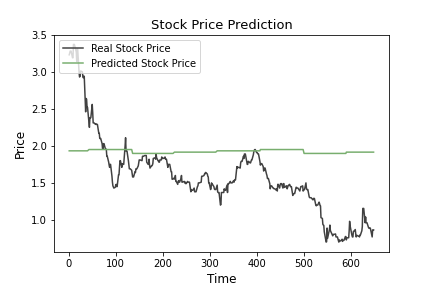 Stock Price Prediction
Real Stock Price
Predicted Stock Price
Price
3.5
3.0
2.5
2.0
1.5
1.0
0 100 200 300 400 500 600
Time